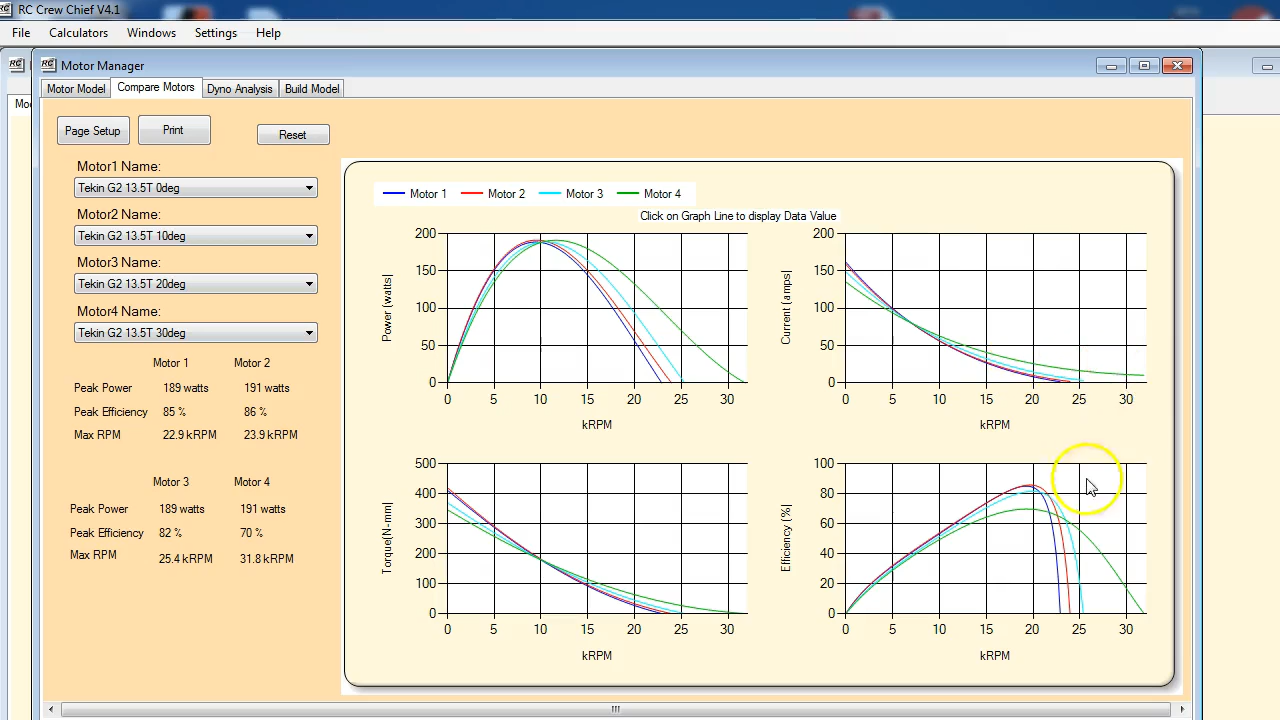 RC Crew Chief V4.1
File Calculators Windows Settings Help
RC Motor Manager
Motor Model Compare Motors Dyno Analysis Build Model
Page Setup Print Reset
Motor1 Name:
Tekin G2 13.5T 0deg
Motor2 Name:
Tekin G2 13.5T 10deg
Motor3 Name:
Tekin G2 13.5T 20deg
Motor4 Name:
Tekin G2 13.5T 30deg
Motor 1 Motor 2
Peak Power 189 watts 191 watts
Peak Efficiency 85 % 86 %
Max RPM 22.9 kRPM 23.9 kRPM
Motor 3 Motor 4
Peak Power 189 watts 191 watts
Peak Efficiency 82 % 70 %
Max RPM 25.4 kRPM 31.8 kRPM
Motor 1 Motor 2 Motor 3 Motor 4
Click on Graph Line to display Data Value
Power (watts)
200
150
100
50
0
0 5 10 15 20 25 30
kRPM
Current (amps)
200
150
100
50
0
0 5 10 15 20 25 30
kRPM
Torque(N-mm)
500
400
300
200
100
0
0 5 10 15 20 25 30
kRPM
Efficiency (%)
100
80
60
40
20
0
0 5 10 15 20 25 30
kRPM